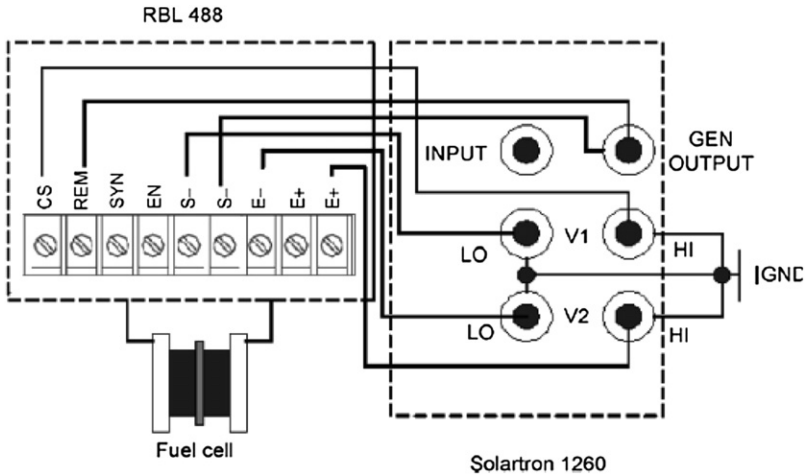 RBL 488
CS
REM
SYN
EN
S–
S–
E–
E+
E+
INPUT
GEN
OUTPUT
LO
V1
HI
GND
LO
V2
HI
Fuel cell
Şolartron 1260